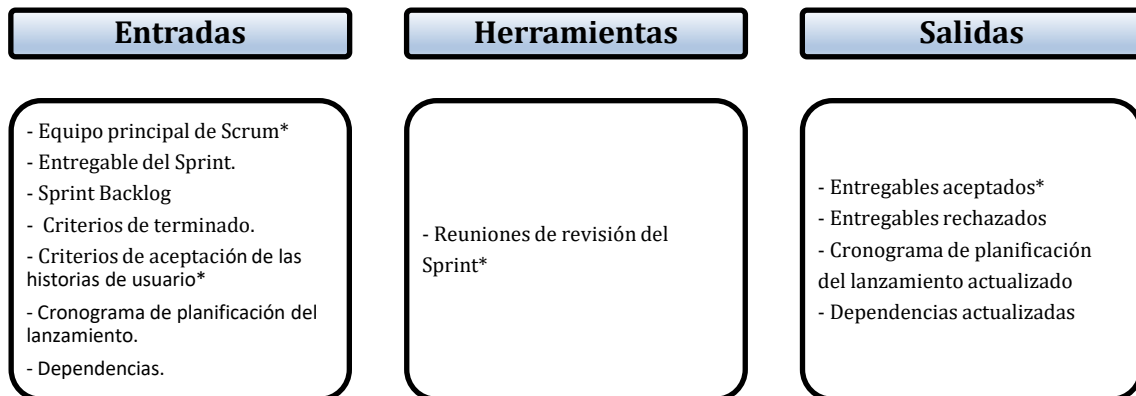 Entradas
- Equipo principal de Scrum*
- Entregable del Sprint.
- Sprint Backlog
- Criterios de terminado.
- Criterios de aceptación de las
historias de usuario*
- Cronograma de planificación del
lanzamiento.
- Dependencias.
Herramientas
- Reuniones de revisión del
Sprint*
Salidas
- Entregables aceptados*
- Entregables rechazados
- Cronograma de planificación
del lanzamiento actualizado
- Dependencias actualizadas